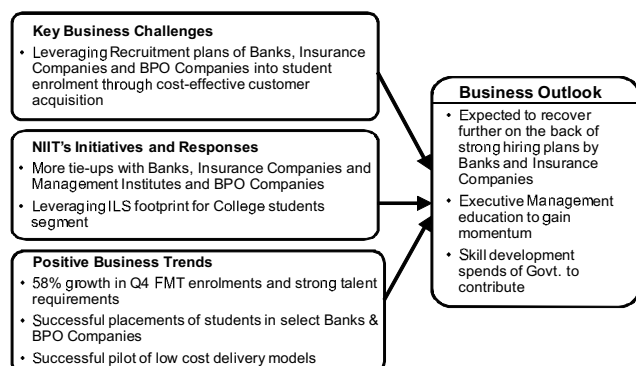 Key Business Challenges
• Leveraging Recruitment plans of Banks, Insurance
Companies and BPO Companies into student
enrolment through cost-effective customer
acquisition
NIIT's Initiatives and Responses
• More tie-ups with Banks, Insurance Companies and
Management Institutes and BPO Companies
• Leveraging ILS footprint for College students
segment
Positive Business Trends
• 58% growth in Q4 FMT enrolments and strong talent
requirements
• Successful placements of students in select Banks &
BPO Companies
• Successful pilot of low cost delivery models
Business Outlook
• Expected to recover
further on the back of
strong hiring plans by
Banks and Insurance
Companies
• Executive Management
education to gain
momentum
• Skill development
spends of Govt. to
contribute